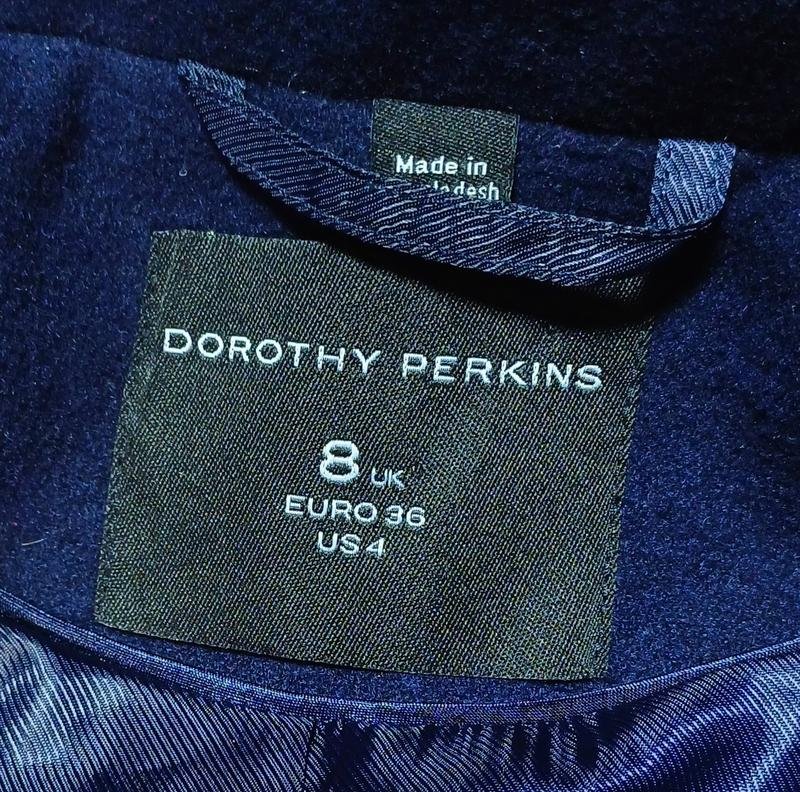 Made in
DOROTHY PERKINS
8 UK
EURO 36
US 4